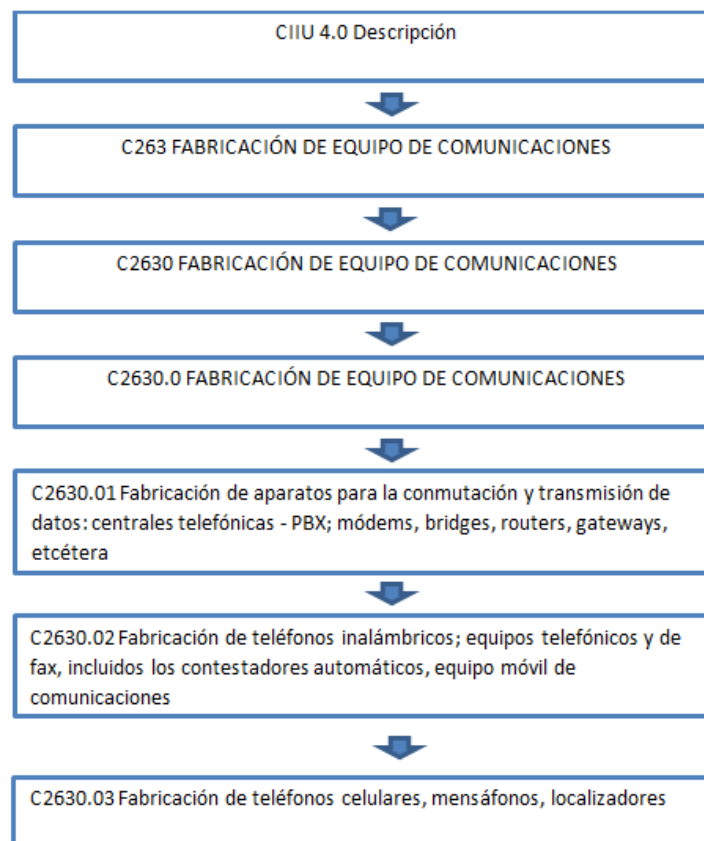 CIIU 4.0 Descripción
C263 FABRICACIÓN DE EQUIPO DE COMUNICACIONES
C2630 FABRICACIÓN DE EQUIPO DE COMUNICACIONES
C2630.0 FABRICACIÓN DE EQUIPO DE COMUNICACIONES
C2630.01 Fabricación de aparatos para la conmutación y transmisión de
datos: centrales telefónicas - PBX; módems, bridges, routers, gateways,
etcétera
C2630.02 Fabricación de teléfonos inalámbricos; equipos telefónicos y de
fax, incluidos los contestadores automáticos, equipo móvil de
comunicaciones
C2630.03 Fabricación de teléfonos celulares, mensáfonos, localizadores